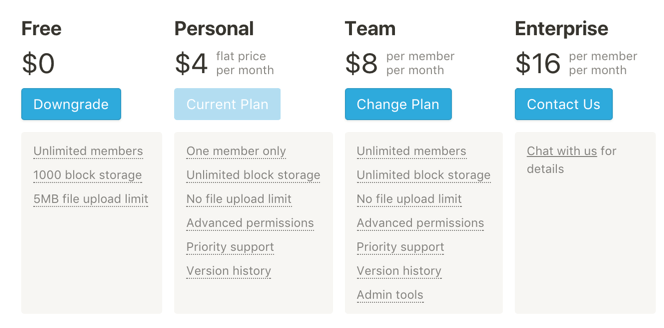 Free
$0
Downgrade
Unlimited members
1000 block storage
5MB file upload limit
Personal
$4 flat price
per month
Current Plan
One member only
Unlimited block storage
No file upload limit
Advanced permissions
Priority support
Version history
Team
$8 per member
per month
Change Plan
Unlimited members
Unlimited block storage
No file upload limit
Advanced permissions
Priority support
Version history
Admin tools
Enterprise
$16 per member
per month
Contact Us
Chat with us for
details